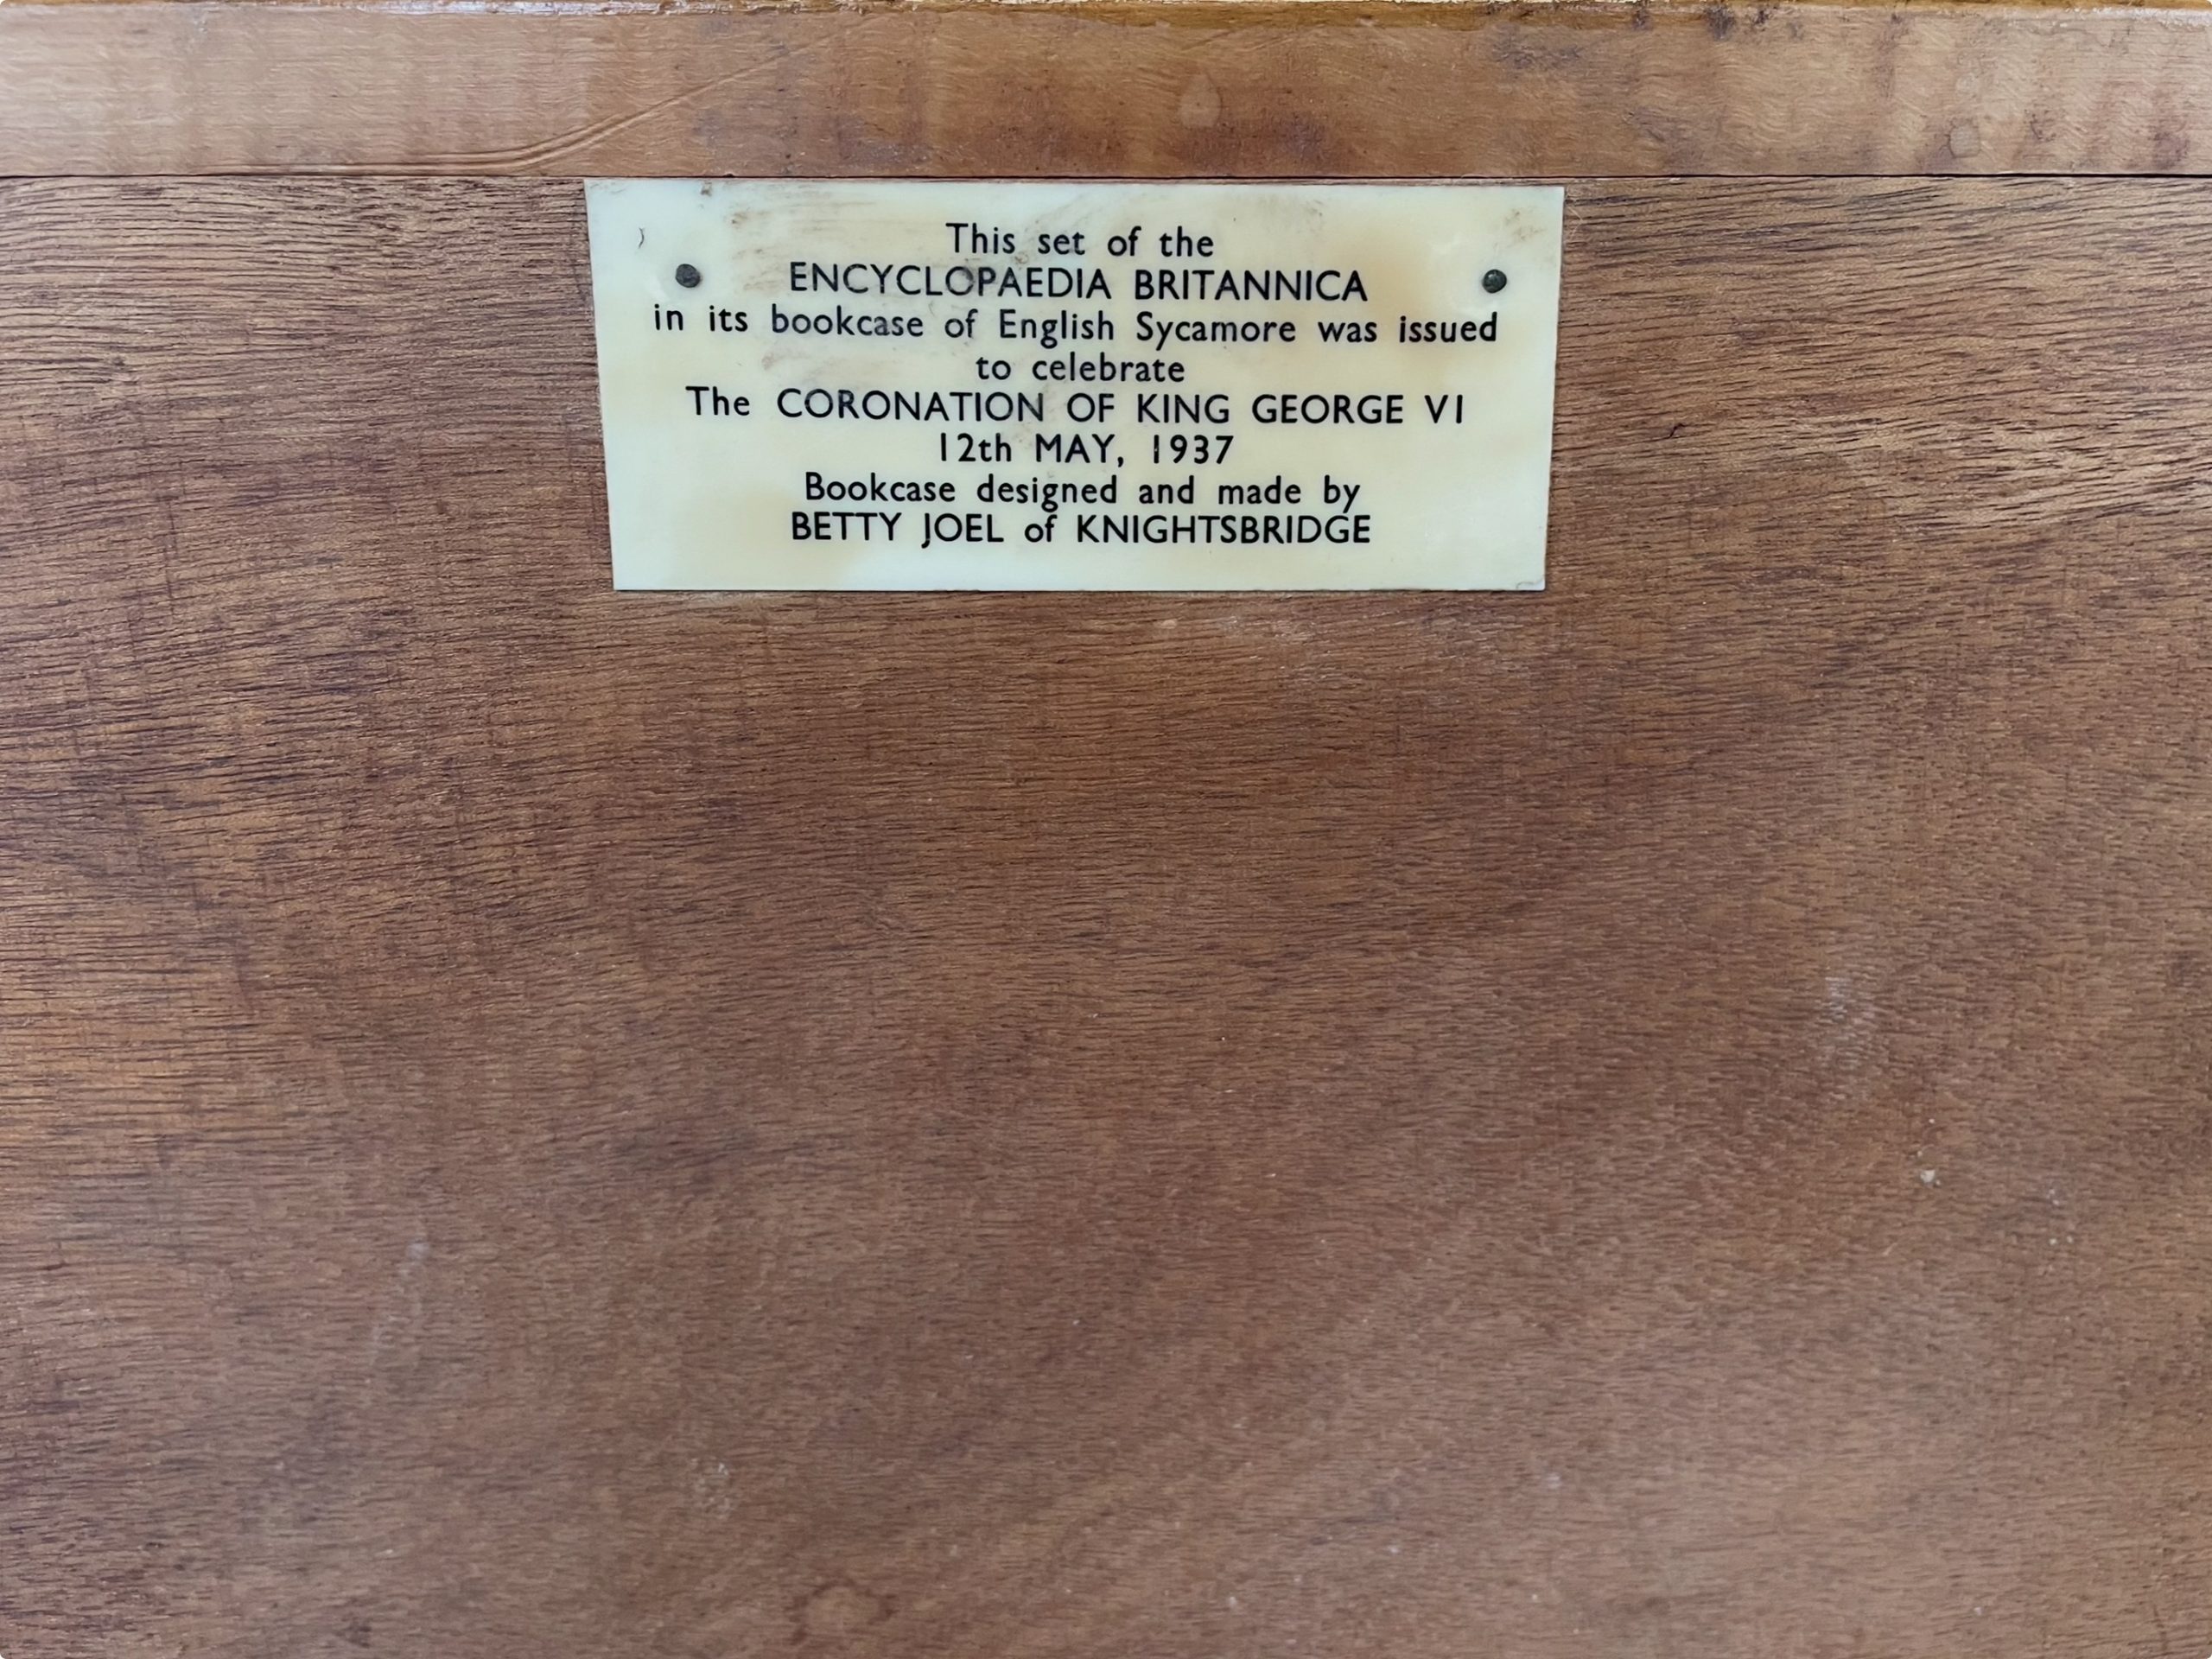 This set of the
ENCYCLOPAEDIA BRITANNICA
in its bookcase of English Sycamore was issued
to celebrate
The CORONATION OF KING GEORGE VI
12th MAY, 1937
Bookcase designed and made by
BETTY JOEL of KNIGHTSBRIDGE